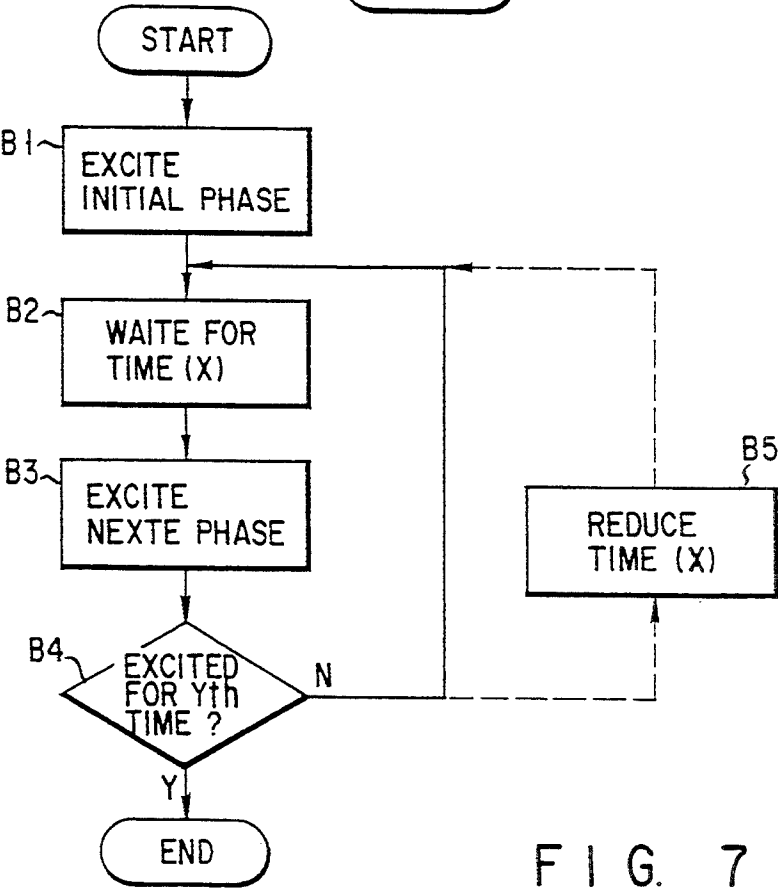 START
B1
EXCITE
INITIAL PHASE
B2
WAITE FOR
TIME (X)
B3
EXCITE
NEXTE PHASE
B5
REDUCE
TIME (X)
B4
EXCITED
FOR Yth
TIME ?
N
Y
END
FIG. 7